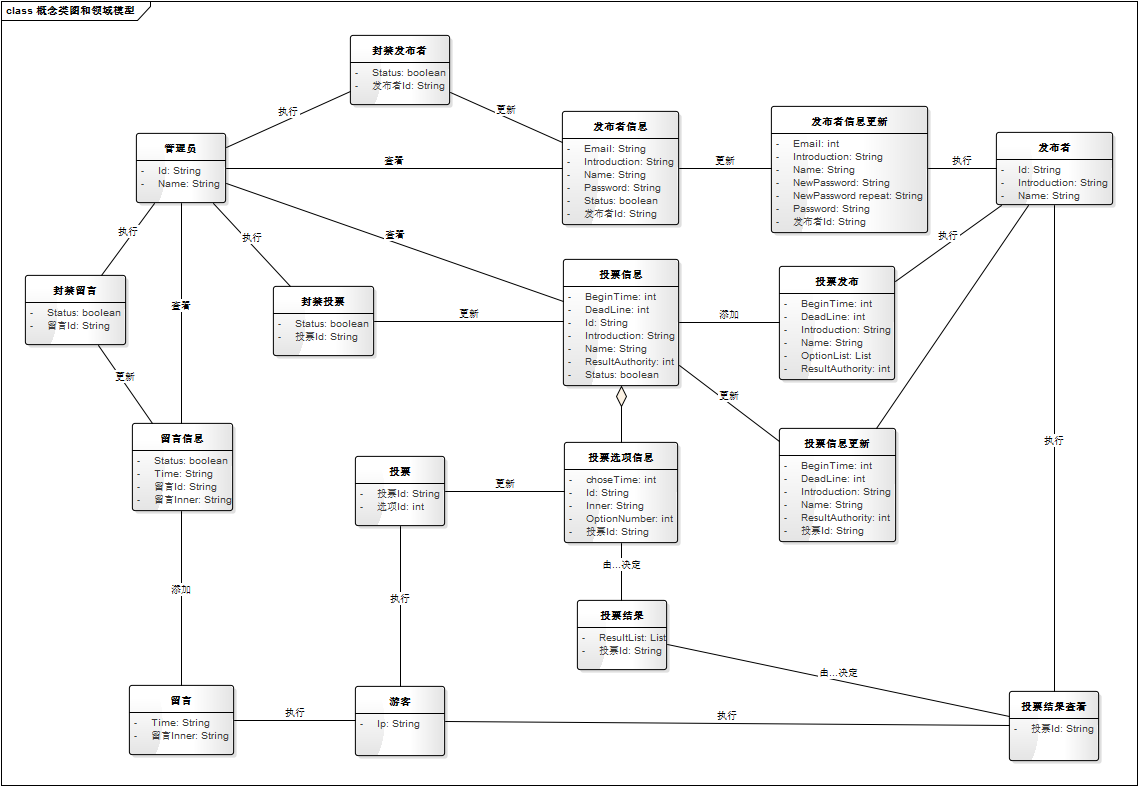 class 概念类图和领域模型
封禁发布者
- Status: boolean
- 发布者Id: String
执行
更新
管理员
- Id: String
- Name: String
查看
发布者信息
- Email: String
- Introduction: String
- Name: String
- Password: String
- Status: boolean
- 发布者Id: String
更新
发布者信息更新
- Email: int
- Introduction: String
- Name: String
- NewPassword: String
- NewPassword repeat: String
- Password: String
- 发布者Id: String
执行
发布者
- Id: String
- Introduction: String
- Name: String
执行
执行
查看
执行
封禁留言
- Status: boolean
- 留言Id: String
查看
封禁投票
- Status: boolean
- 投票Id: String
更新
投票信息
- BeginTime: int
- DeadLine: int
- Id: String
- Introduction: String
- Name: String
- ResultAuthority: int
- Status: boolean
添加
投票发布
- BeginTime: int
- DeadLine: int
- Introduction: String
- Name: String
- OptionList: List
- ResultAuthority: int
更新
更新
留言信息
- Status: boolean
- Time: String
- 留言Id: String
- 留言Inner: String
投票
- 投票Id: String
- 选项Id: int
更新
投票选项信息
- choseTime: int
- Id: String
- Inner: String
- OptionNumber: int
- 投票Id: String
投票信息更新
- BeginTime: int
- DeadLine: int
- Introduction: String
- Name: String
- ResultAuthority: int
- 投票Id: String
执行
由...决定
添加
执行
投票结果
- ResultList: List
- 投票Id: String
由...决定
留言
- Time: String
- 留言Inner: String
执行
游客
- Ip: String
执行
投票结果查看
- 投票Id: String